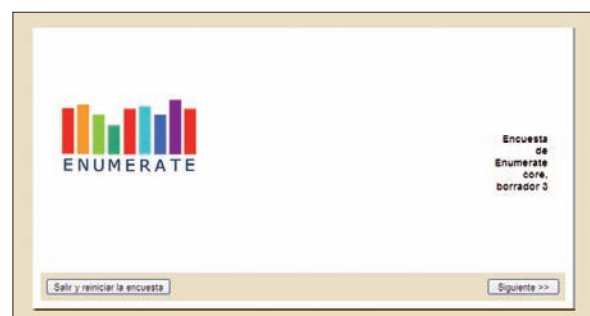 ENUMERATE
Encuesta
de
Enumerate
core,
borrador 3
Salir y reiniciar la encuesta
Siguiente >>